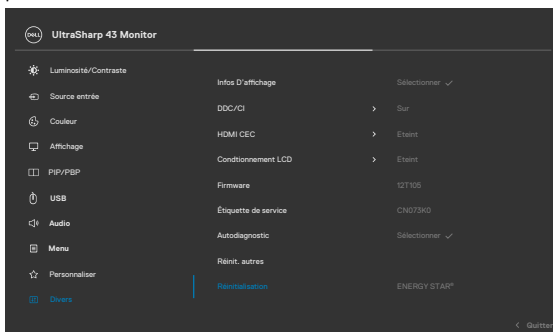 DELL UltraSharp 43 Monitor
Luminosité/Contraste
Source entrée
Couleur
Affichage
PIP/PBP
USB
Audio
Menu
Personnaliser
Divers
Infos D'affichage Sélectionner
DDC/CI Sur
HMDI CEC Eteint
Condtionnement LCD Eteint
Firmware 12T105
Étiquette de service CN073K0
Autodiagnostic Sélectionner
Réinit. autres
Réinitialisation ENERGY STAR®
Quitter